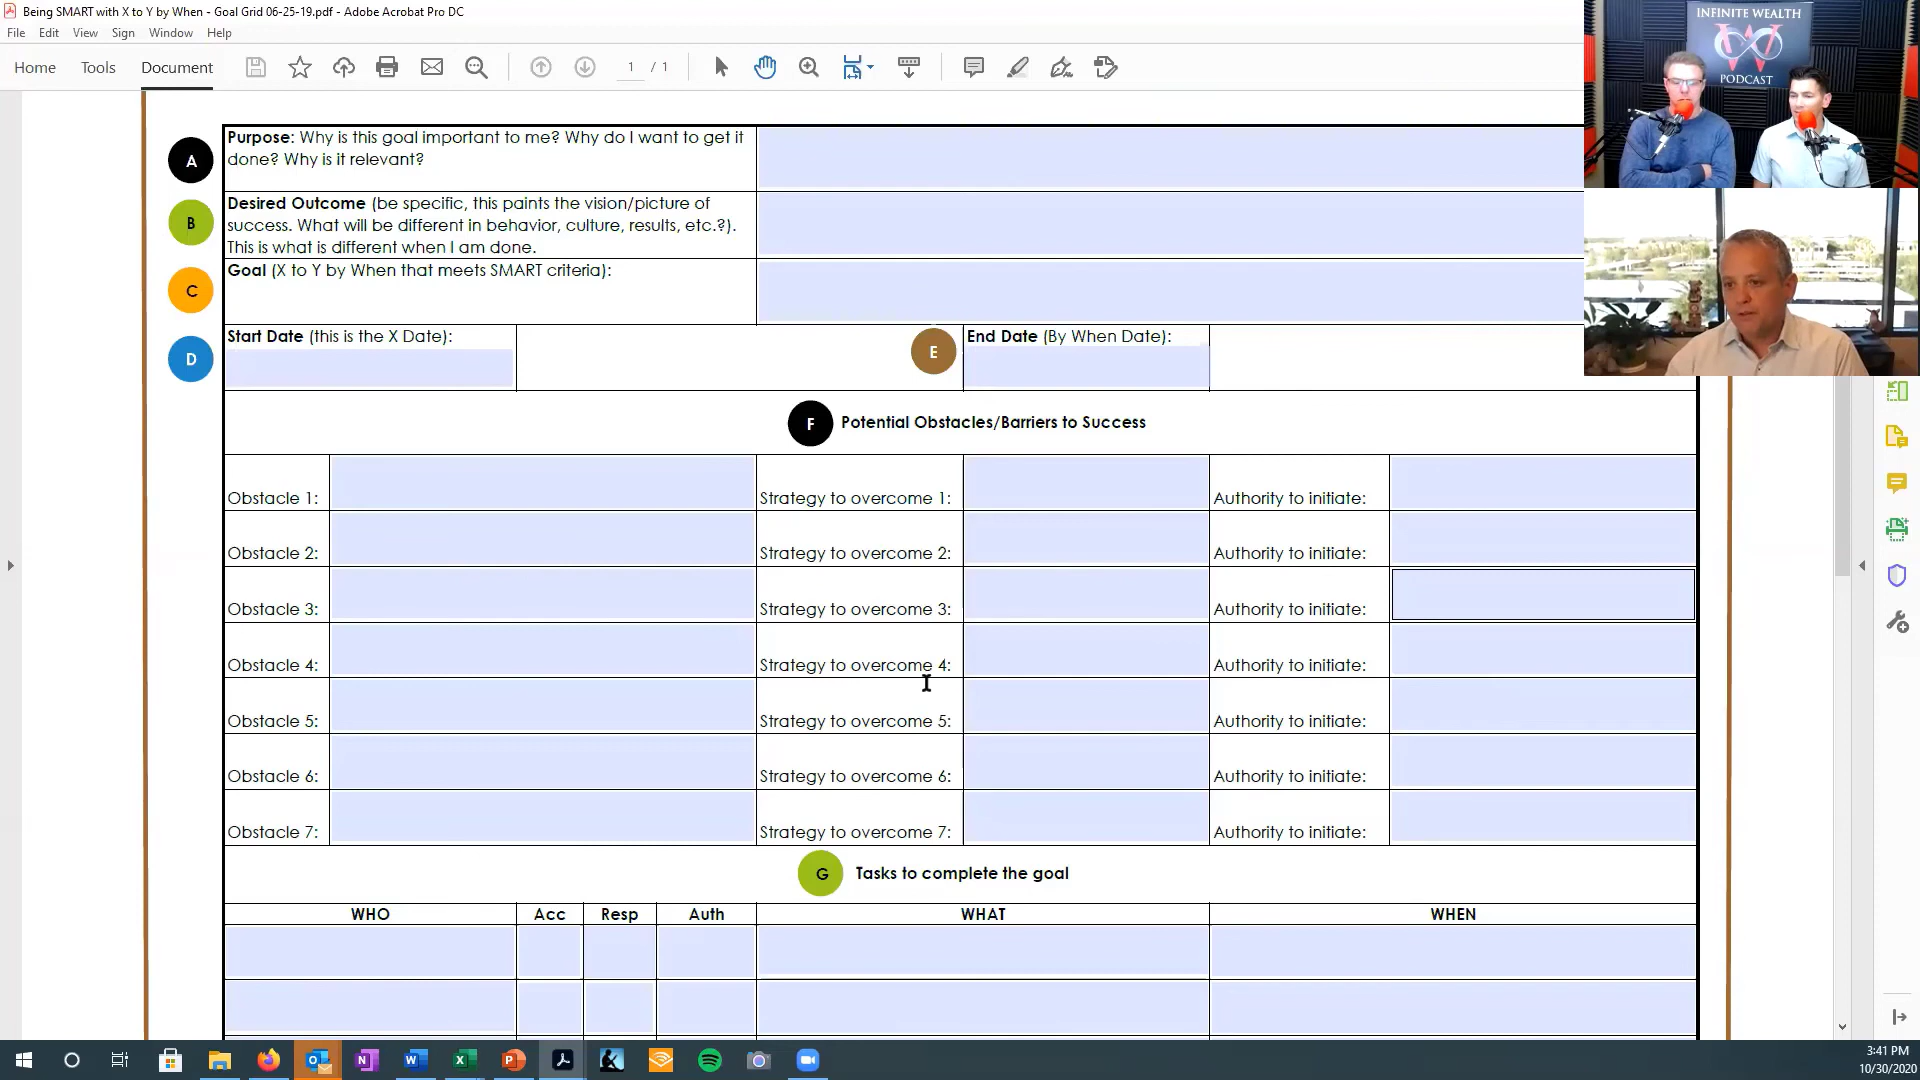 Being SMART with X to Y by When - Goal Grid 06-25-19.pdf - Adobe Acrobat Pro DC
File Edit View Sign Window Help
Home Tools Document 1 / 1
INFINITE WEALTH
PODCAST
A
Purpose: Why is this goal important to me? Why do I want to get it
done? Why is it relevant?
B
Desired Outcome (be specific, this paints the vision/picture of
success. What will be different in behavior, culture, results, etc.?).
This is what is different when I am done.
C
Goal (X to Y by When that meets SMART criteria):
D
Start Date (this is the X Date):
E
End Date (By When Date):
F Potential Obstacles/Barriers to Success
Obstacle 1: Strategy to overcome 1: Authority to initiate:
Obstacle 2: Strategy to overcome 2: Authority to initiate:
Obstacle 3: Strategy to overcome 3: Authority to initiate:
Obstacle 4: Strategy to overcome 4: Authority to initiate:
Obstacle 5: Strategy to overcome 5: Authority to initiate:
Obstacle 6: Strategy to overcome 6: Authority to initiate:
Obstacle 7: Strategy to overcome 7: Authority to initiate:
G Tasks to complete the goal
WHO Acc Resp Auth WHAT WHEN
3:41 PM
10/30/2020